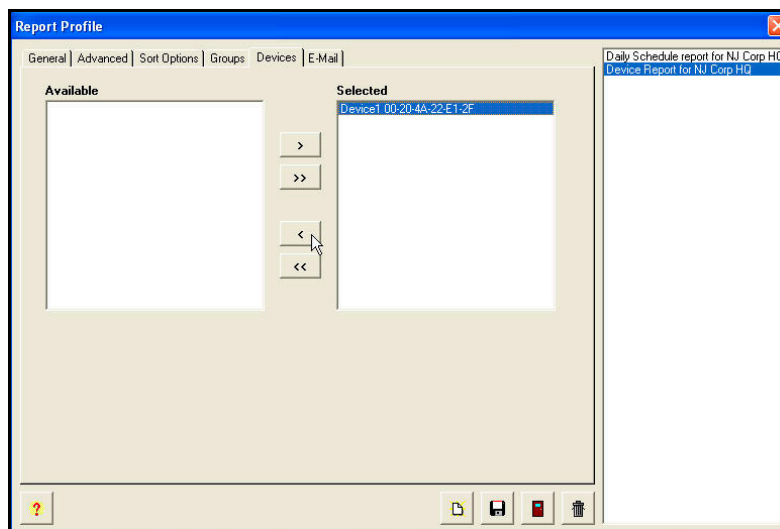 Report Profile
General
Advanced
Sort Options
Groups
Devices
E-Mail
Available
Selected
Device1 00-20-4A-22-E1-2F
>
>>
<
<<
?
Daily Schedule report for NJ Corp HQ
Device Report for NJ Corp HQ